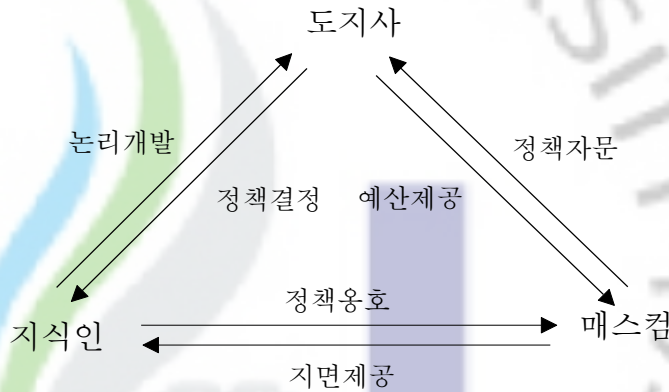 도지사
논리개발
정책자문
정책결정 예산제공
정책옹호
지식인
매스컴
지면제공